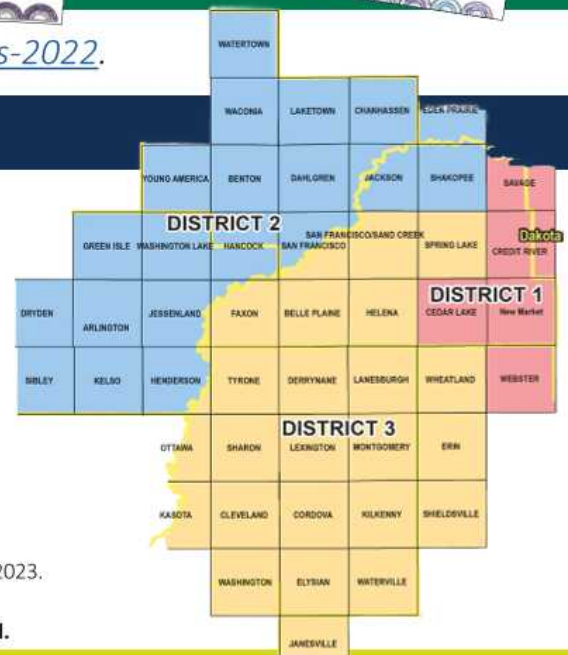 s-2022.
WATERTOWN
WACONIA LAKETOWN CHANHASSEN EDEN PRAIRIE
YOUNG AMERICA BENTON DAHLGREN JACKSON SHAKOPEE SAVAGE
DISTRICT 2
GREEN ISLE WASHINGTON LAKE HANCOCK SAN FRANCISCO SAN FRANCISCO/SAND CREEK SPRING LAKE CREDIT RIVER Dakota
DISTRICT 1
DRYDEN ARLINGTON JESSENLAND FAXON BELLE PLAINE HELENA CEDAR LAKE New Market
SIBLEY KELSO HENDERSON TYRONE DERRYNANE LANESBURGH WHEATLAND WEBSTER
DISTRICT 3
OTTAWA SHARON LEXINGTON MONTGOMERY ERIN
KASOTA CLEVELAND CORDOVA KILKENNY SHIELDSVILLE
2023.
WASHINGTON ELYSIAN WATERVILLE
JANESVILLE